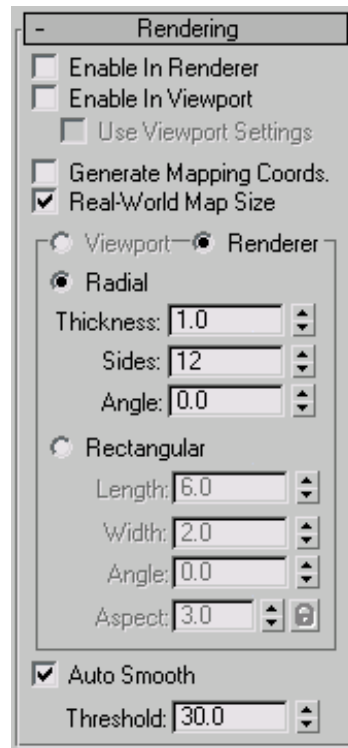 - Rendering
Enable In Renderer
Enable In Viewport
Use Viewport Settings
Generate Mapping Coords.
Real-World Map Size
Viewport Renderer
Radial
Thickness: 1.0
Sides: 12
Angle: 0.0
Rectangular
Length: 6.0
Width: 2.0
Angle: 0.0
Aspect: 3.0
Auto Smooth
Threshold: 30.0